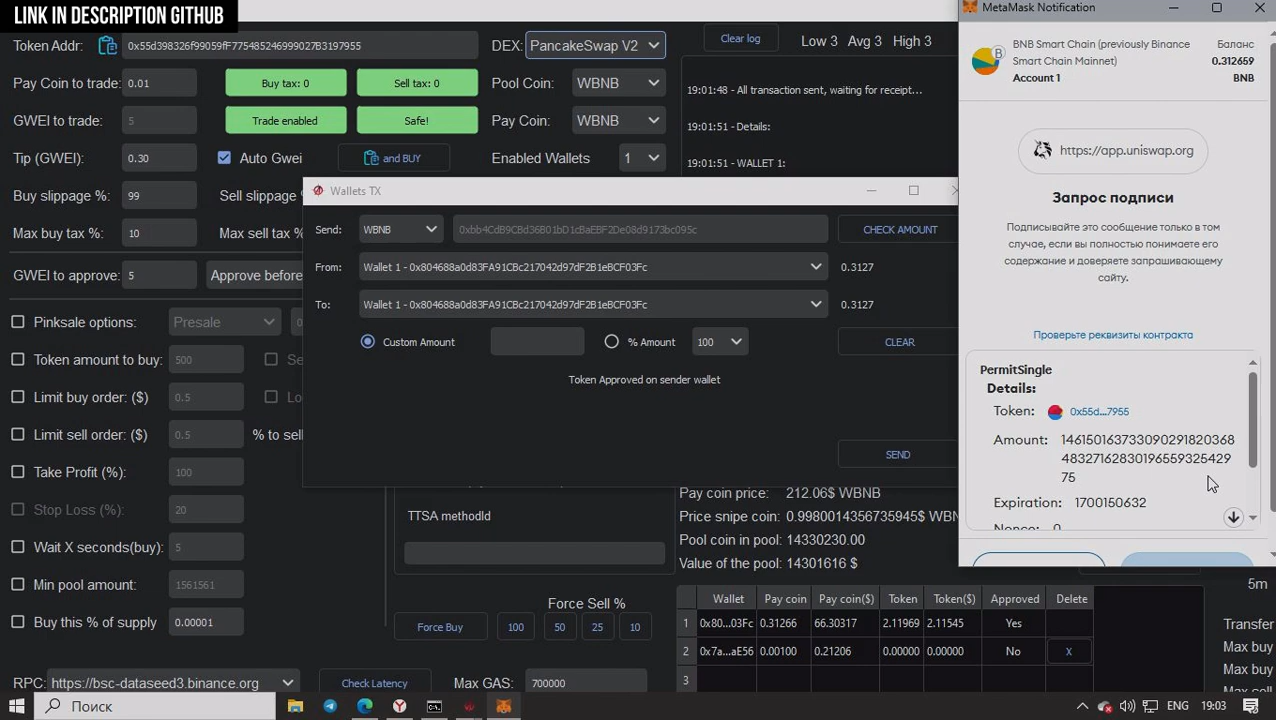 LINK IN DESCRIPTION GITHUB
Token Addr: 0x55d398326f99059fF775485246999027B3197955 DEX: PancakeSwap V2 Clear log Low 3 Avg 3 High 3
Pay Coin to trade: 0.01 Buy tax: 0 Sell tax: 0 Pool Coin: WBNB
19:01:48 - All transaction sent, waiting for receipt...
GWEI to trade: 5 Trade enabled Safe! Pay Coin: WBNB
19:01:51 - Details:
Tip (GWEI): 0.30 Auto Gwei and BUY Enabled Wallets 1
19:01:51 - WALLET 1:
Buy slippage %: 99 Sell slippage
Max buy tax %: 10 Max sell tax %
GWEI to approve: 5 Approve before
Pinksale options: Presale
Token amount to buy: 500
Limit buy order: ($) 0.5
Limit sell order: ($) 0.5 % to sell
Take Profit (%): 100
Stop Loss (%): 20
Wait X seconds(buy): 5
Min pool amount: 1561561
Buy this % of supply 0.00001
RPC: https://bsc-dataseed3.binance.org Check Latency Max GAS: 700000
Wallets TX
Send: WBNB 0xbb4CdB9CBd36B01bD1cBaEBF2De08d9173bc095c CHECK AMOUNT
From: Wallet 1 - 0x804688a0d83FA91CBc217042d97dF2B1eBCF03Fc 0.3127
To: Wallet 1 - 0x804688a0d83FA91CBc217042d97dF2B1eBCF03Fc 0.3127
Custom Amount % Amount 100 CLEAR
Token Approved on sender wallet
SEND
TTSA methodId
Force Sell %
Force Buy 100 50 25 10
Pay coin price: 212.06$ WBNB
Price snipe coin: 0.9980014356735945$ WBN
Pool coin in pool: 14330230.00
Value of the pool: 14301616 $
Wallet Pay coin Pay coin($) Token Token($) Approved Delete
1 0x80...03Fc 0.31266 66.30317 2.11969 2.11545 Yes
2 0x7a...aE56 0.00100 0.21206 0.00000 0.00000 No X
3
5m
Transfer
Max buy
Max buy
Max sell
MetaMask Notification
BNB Smart Chain (previously Binance Smart Chain Mainnet)
Account 1
Баланс
0.312659
BNB
https://app.uniswap.org
Запрос подписи
Подписывайте это сообщение только в том
случае, если вы полностью понимаете его
содержание и доверяете запрашивающему
сайту.
Проверьте реквизиты контракта
PermitSingle
Details:
Token: 0x55d...7955
Amount: 1461501637330902918203684832716283019655932542975
Expiration: 1700150632
Nonce: 0
Поиск
ENG 19:03